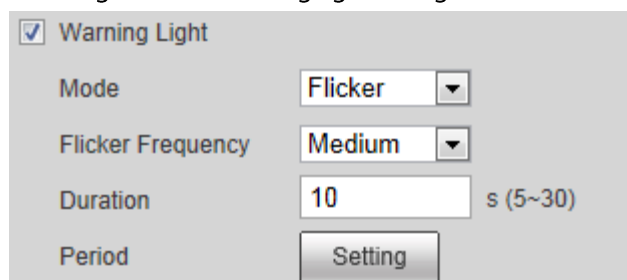 Warning Light
Mode Flicker
Flicker Frequency Medium
Duration 10 s (5~30)
Period Setting